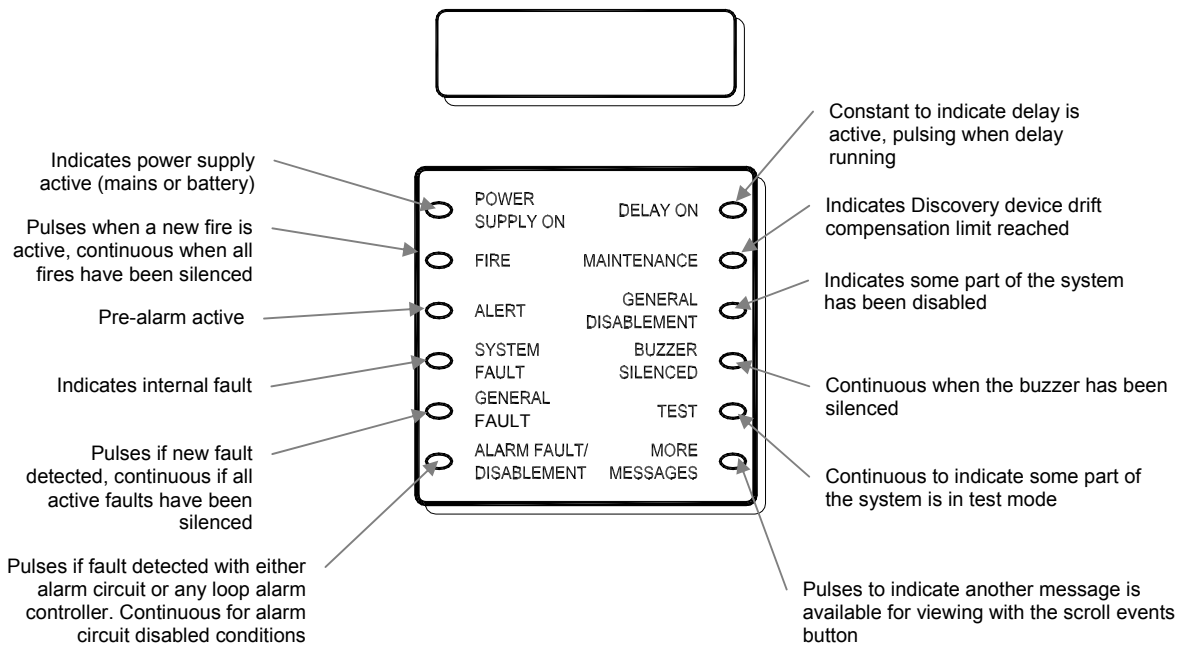 Indicates power supply
active (mains or battery)
Pulses when a new fire is
active, continuous when all
fires have been silenced
Pre-alarm active
Indicates internal fault
Pulses if new fault
detected, continuous if all
active faults have been
silenced
Pulses if fault detected with either
alarm circuit or any loop alarm
controller. Continuous for alarm
circuit disabled conditions
POWER
SUPPLY ON
FIRE
ALERT
SYSTEM
FAULT
GENERAL
FAULT
ALARM FAULT/
DISABLEMENT
DELAY ON
MAINTENANCE
GENERAL
DISABLEMENT
BUZZER
SILENCED
TEST
MORE
MESSAGES
Constant to indicate delay is
active, pulsing when delay
running
Indicates Discovery device drift
compensation limit reached
Indicates some part of the system
has been disabled
Continuous when the buzzer has been
silenced
Continuous to indicate some part of
the system is in test mode
Pulses to indicate another message is
available for viewing with the scroll events
button